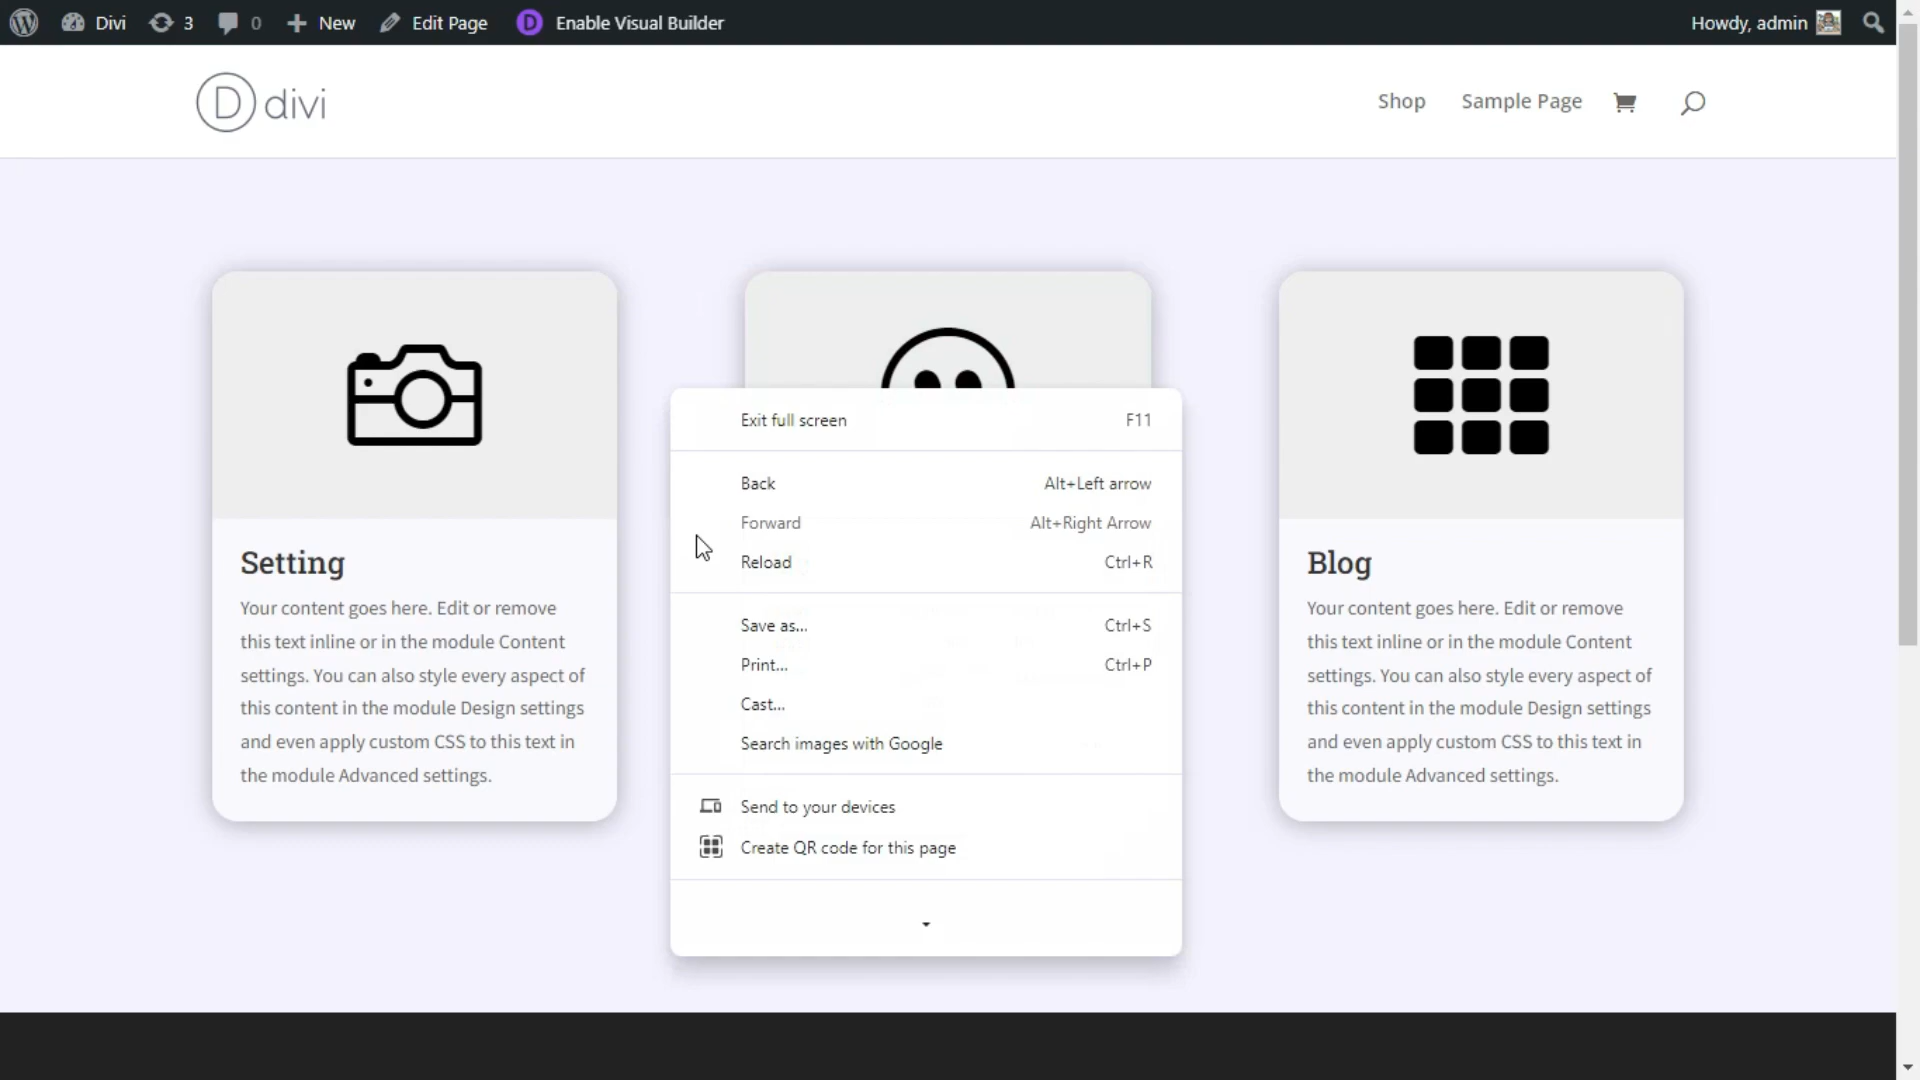 Divi 3 0 New Edit Page Enable Visual Builder Howdy, admin
D divi
Shop Sample Page
Exit full screen F11
Back Alt+Left arrow
Forward Alt+Right Arrow
Reload Ctrl+R
Save as... Ctrl+S
Print... Ctrl+P
Cast...
Search images with Google
Send to your devices
Create QR code for this page
Setting
Your content goes here. Edit or remove
this text inline or in the module Content
settings. You can also style every aspect of
this content in the module Design settings
and even apply custom CSS to this text in
the module Advanced settings.
Blog
Your content goes here. Edit or remove
this text inline or in the module Content
settings. You can also style every aspect of
this content in the module Design settings
and even apply custom CSS to this text in
the module Advanced settings.